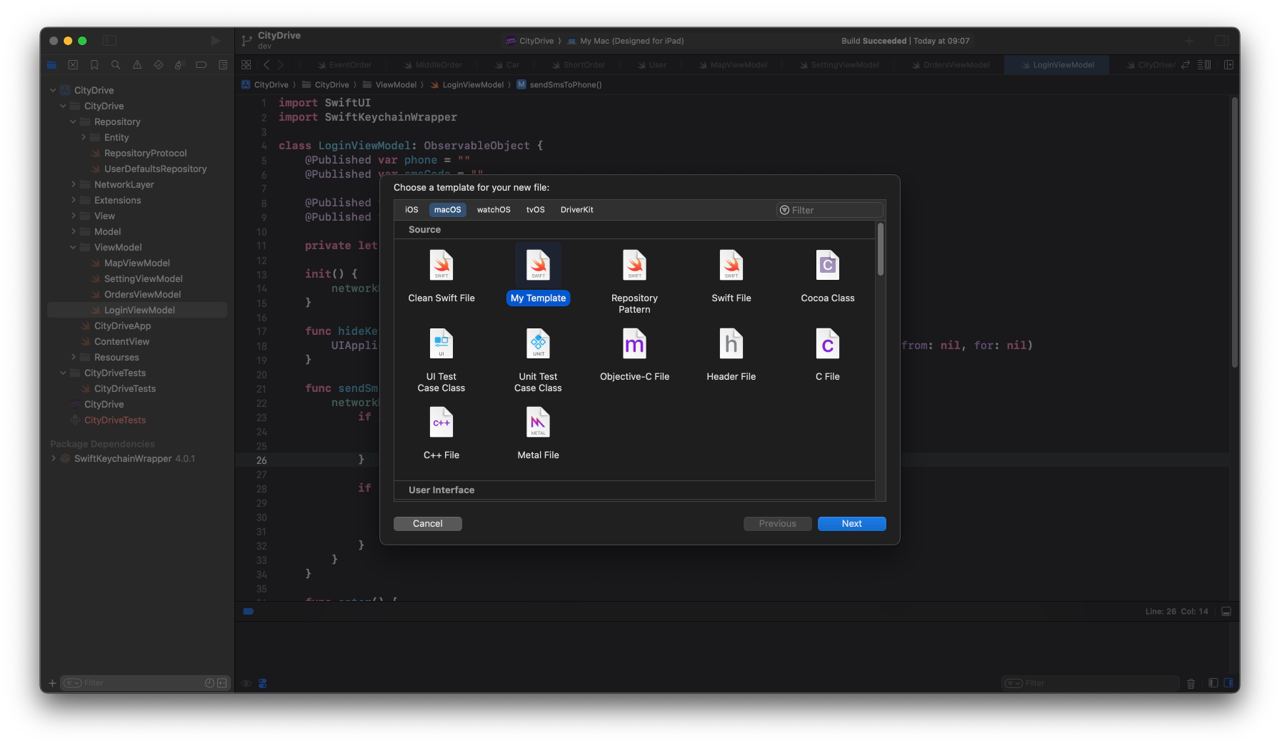 CityDrive
dev
CityDrive 〉 My Mac (Designed for iPad)
Build Succeeded | Today at 09:07
EventOrder
MiddleOrder
Car
ShortOrder
User
MapViewModel
SettingViewModel
OrdersViewModel
LoginViewModel
CityDrive 〉 CityDrive 〉 ViewModel 〉 LoginViewModel 〉 M sendSmsToPhone()
CityDrive
CityDrive
Repository
Entity
RepositoryProtocol
UserDefaultsRepository
NetworkLayer
Extensions
View
Model
ViewModel
MapViewModel
SettingViewModel
OrdersViewModel
LoginViewModel
CityDriveApp
ContentView
Resourses
CityDriveTests
CityDriveTests
CityDrive
CityDriveTests
Package Dependencies
SwiftKeychainWrapper 4.0.1
Filter
1 import SwiftUI
2 import SwiftKeychainWrapper
3
4 class LoginViewModel: ObservableObject {
5 @Published var phone = ""
6 @Published var smsCode = ""
7
8 @Published
9 @Published
10
11 private let
12
13 init() {
14 network
15 }
16
17 func hideKe
18 UIAppli from: nil, for: nil)
19 }
20
21 func sendSm
22 network
23 if
24
25
26 }
27
28 if
29
30
31
32 }
33 }
34 }
35
func enter() {
Choose a template for your new file:
iOS macOS watchOS tvOS DriverKit
Filter
Source
SWIFT SWIFT SWIFT SWIFT C
Clean Swift File My Template Repository Pattern Swift File Cocoa Class
UI UNIT m h C
UI Test Case Class Unit Test Case Class Objective-C File Header File C File
C++ METAL
C++ File Metal File
User Interface
Cancel Previous Next
Line: 26 Col: 14
Filter